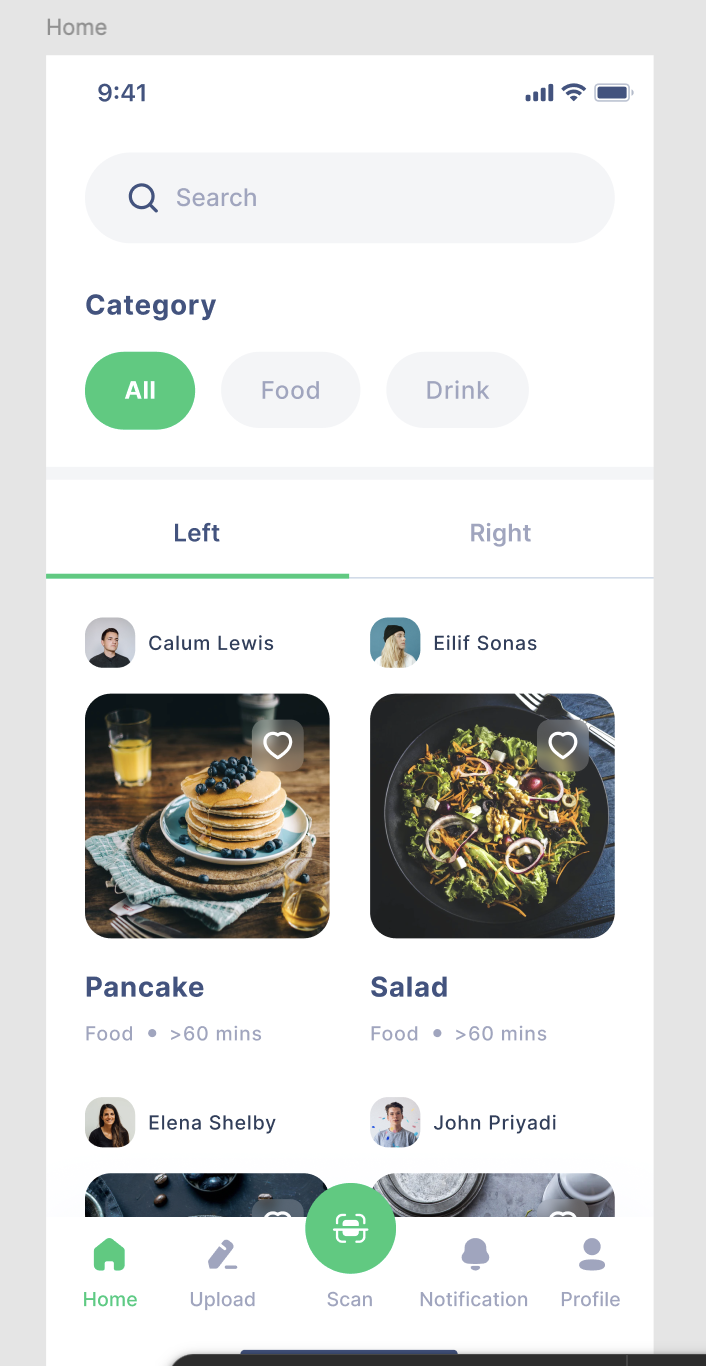 Home
9:41
Search
Category
All Food Drink
Left Right
Calum Lewis Eilif Sonas
Pancake Salad
Food • >60 mins Food • >60 mins
Elena Shelby John Priyadi
Home Upload Scan Notification Profile